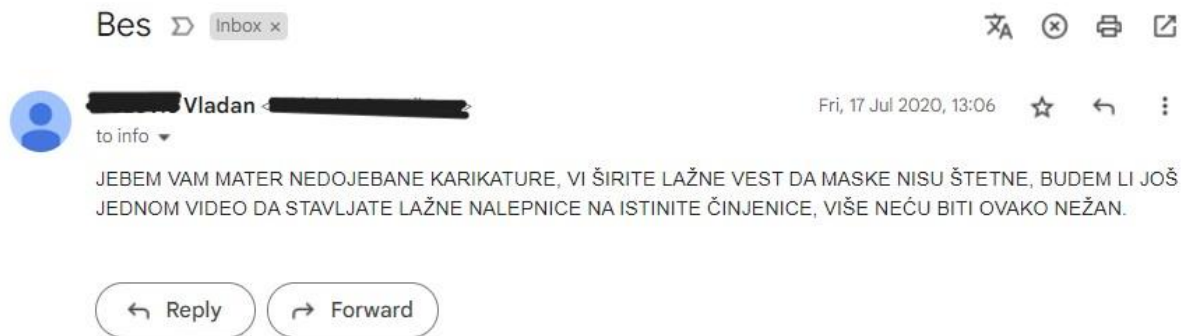 Bes Inbox ×
Vladan Fri, 17 Jul 2020, 13:06
to info
JEBEM VAM MATER NEDOJEBANE KARIKATURE, VI ŠIRITE LAŽNE VEST DA MASKE NISU ŠTETNE, BUDEM LI JOŠ
JEDNOM VIDEO DA STAVLJATE LAŽNE NALEPNICE NA ISTINITE ČINJENICE, VIŠE NEĆU BITI OVAKO NEŽAN.
Reply Forward